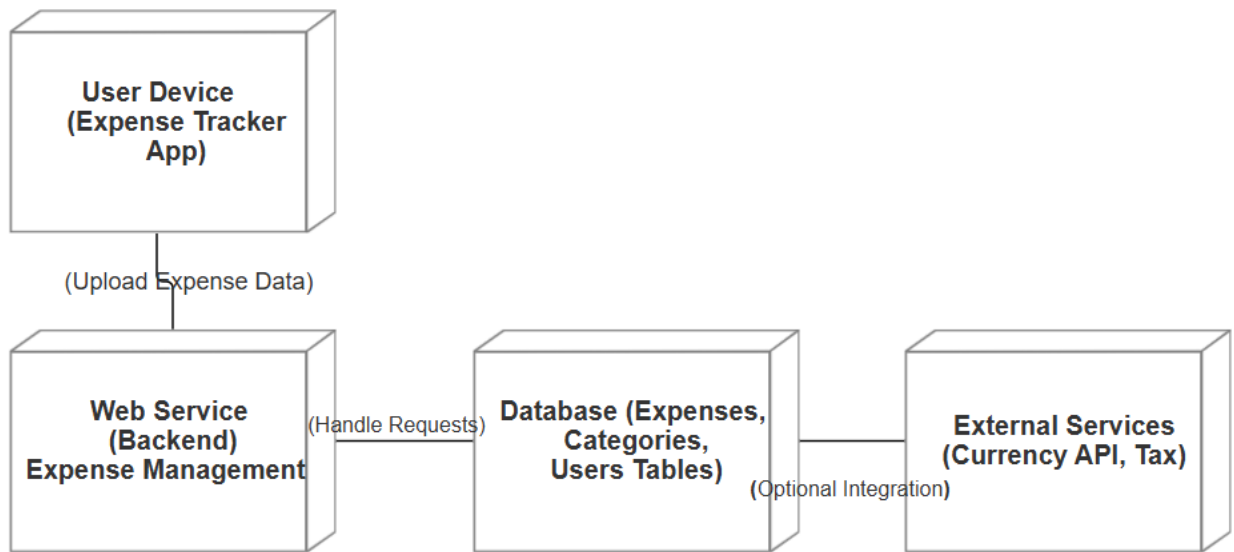 User Device
(Expense Tracker
App)
(Upload Expense Data)
Web Service
(Backend)
Expense Management
(Handle Requests)
Database (Expenses,
Categories,
Users Tables)
(Optional Integration)
External Services
(Currency API, Tax)